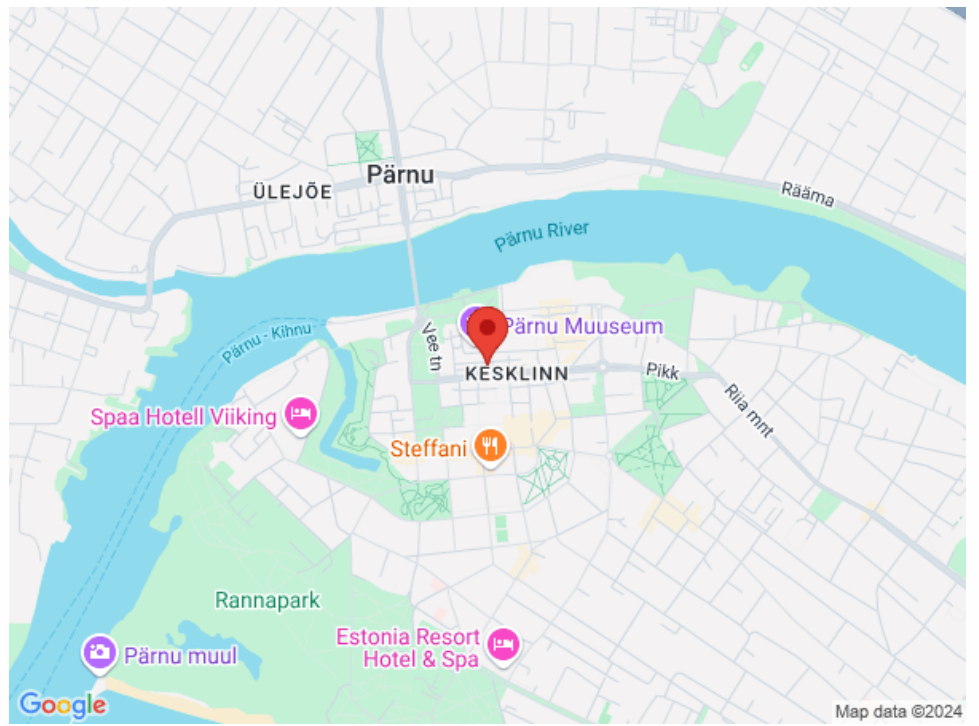 Pärnu
ÜLEJÕE
Rääma
Pärnu River
Pärnu - Kihnu
Vee tn
Pärnu Muuseum
KESKLINN
Pikk
Riia mnt
Spaa Hotell Viiking
Steffani
Rannapark
Estonia Resort
Hotel & Spa
Pärnu muul
Google
Map data ©2024